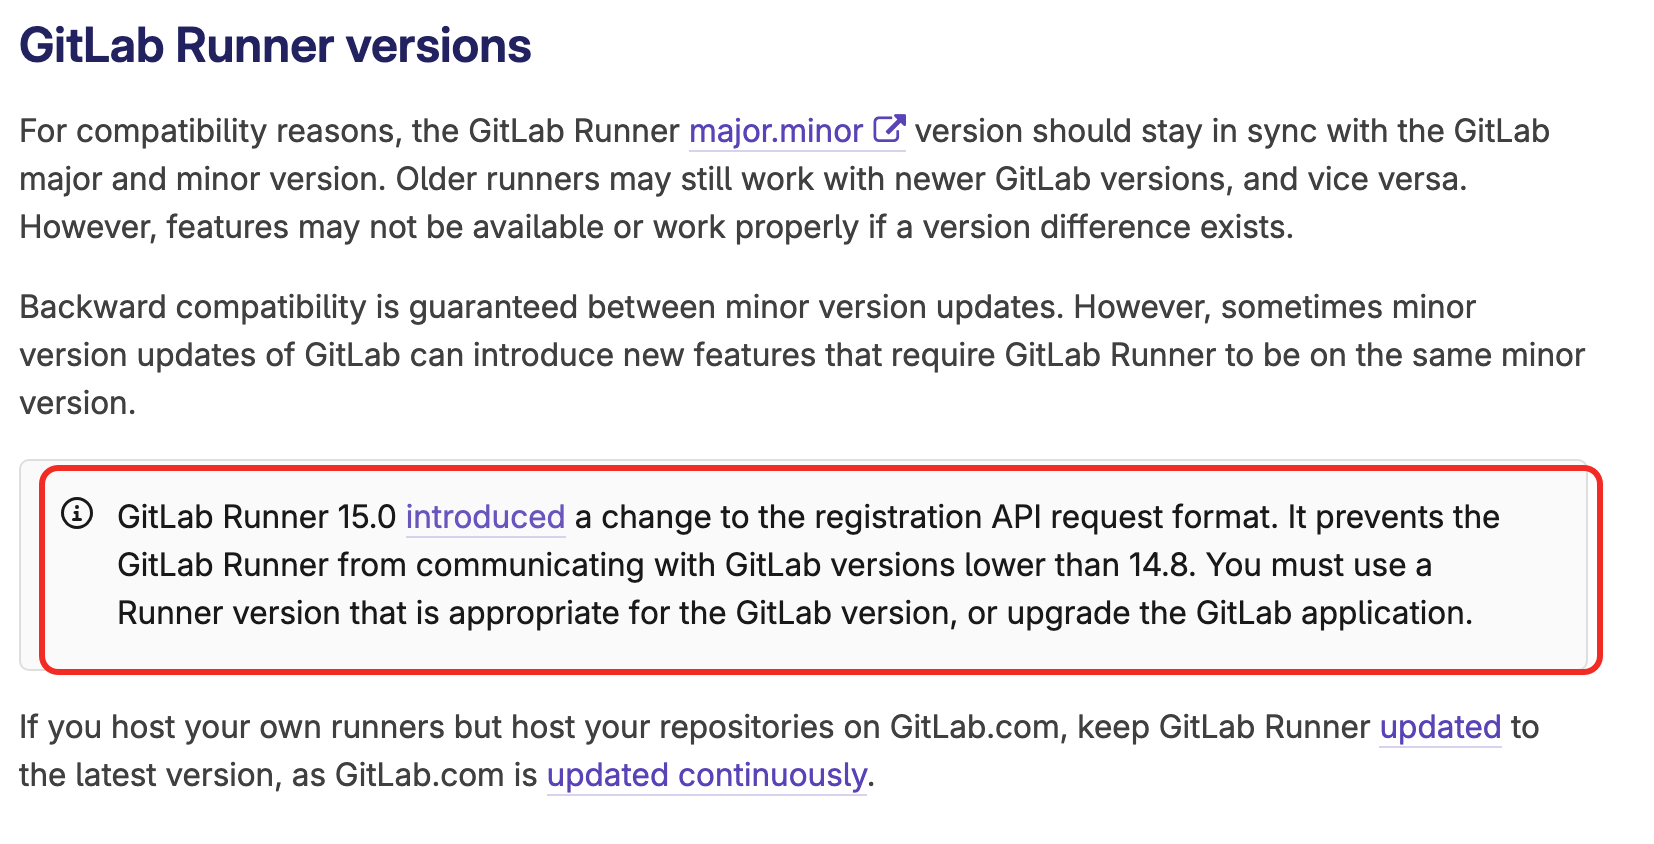 GitLab Runner versions
For compatibility reasons, the GitLab Runner major.minor version should stay in sync with the GitLab
major and minor version. Older runners may still work with newer GitLab versions, and vice versa.
However, features may not be available or work properly if a version difference exists.
Backward compatibility is guaranteed between minor version updates. However, sometimes minor
version updates of GitLab can introduce new features that require GitLab Runner to be on the same minor
version.
GitLab Runner 15.0 introduced a change to the registration API request format. It prevents the
GitLab Runner from communicating with GitLab versions lower than 14.8. You must use a
Runner version that is appropriate for the GitLab version, or upgrade the GitLab application.
If you host your own runners but host your repositories on GitLab.com, keep GitLab Runner updated to
the latest version, as GitLab.com is updated continuously.